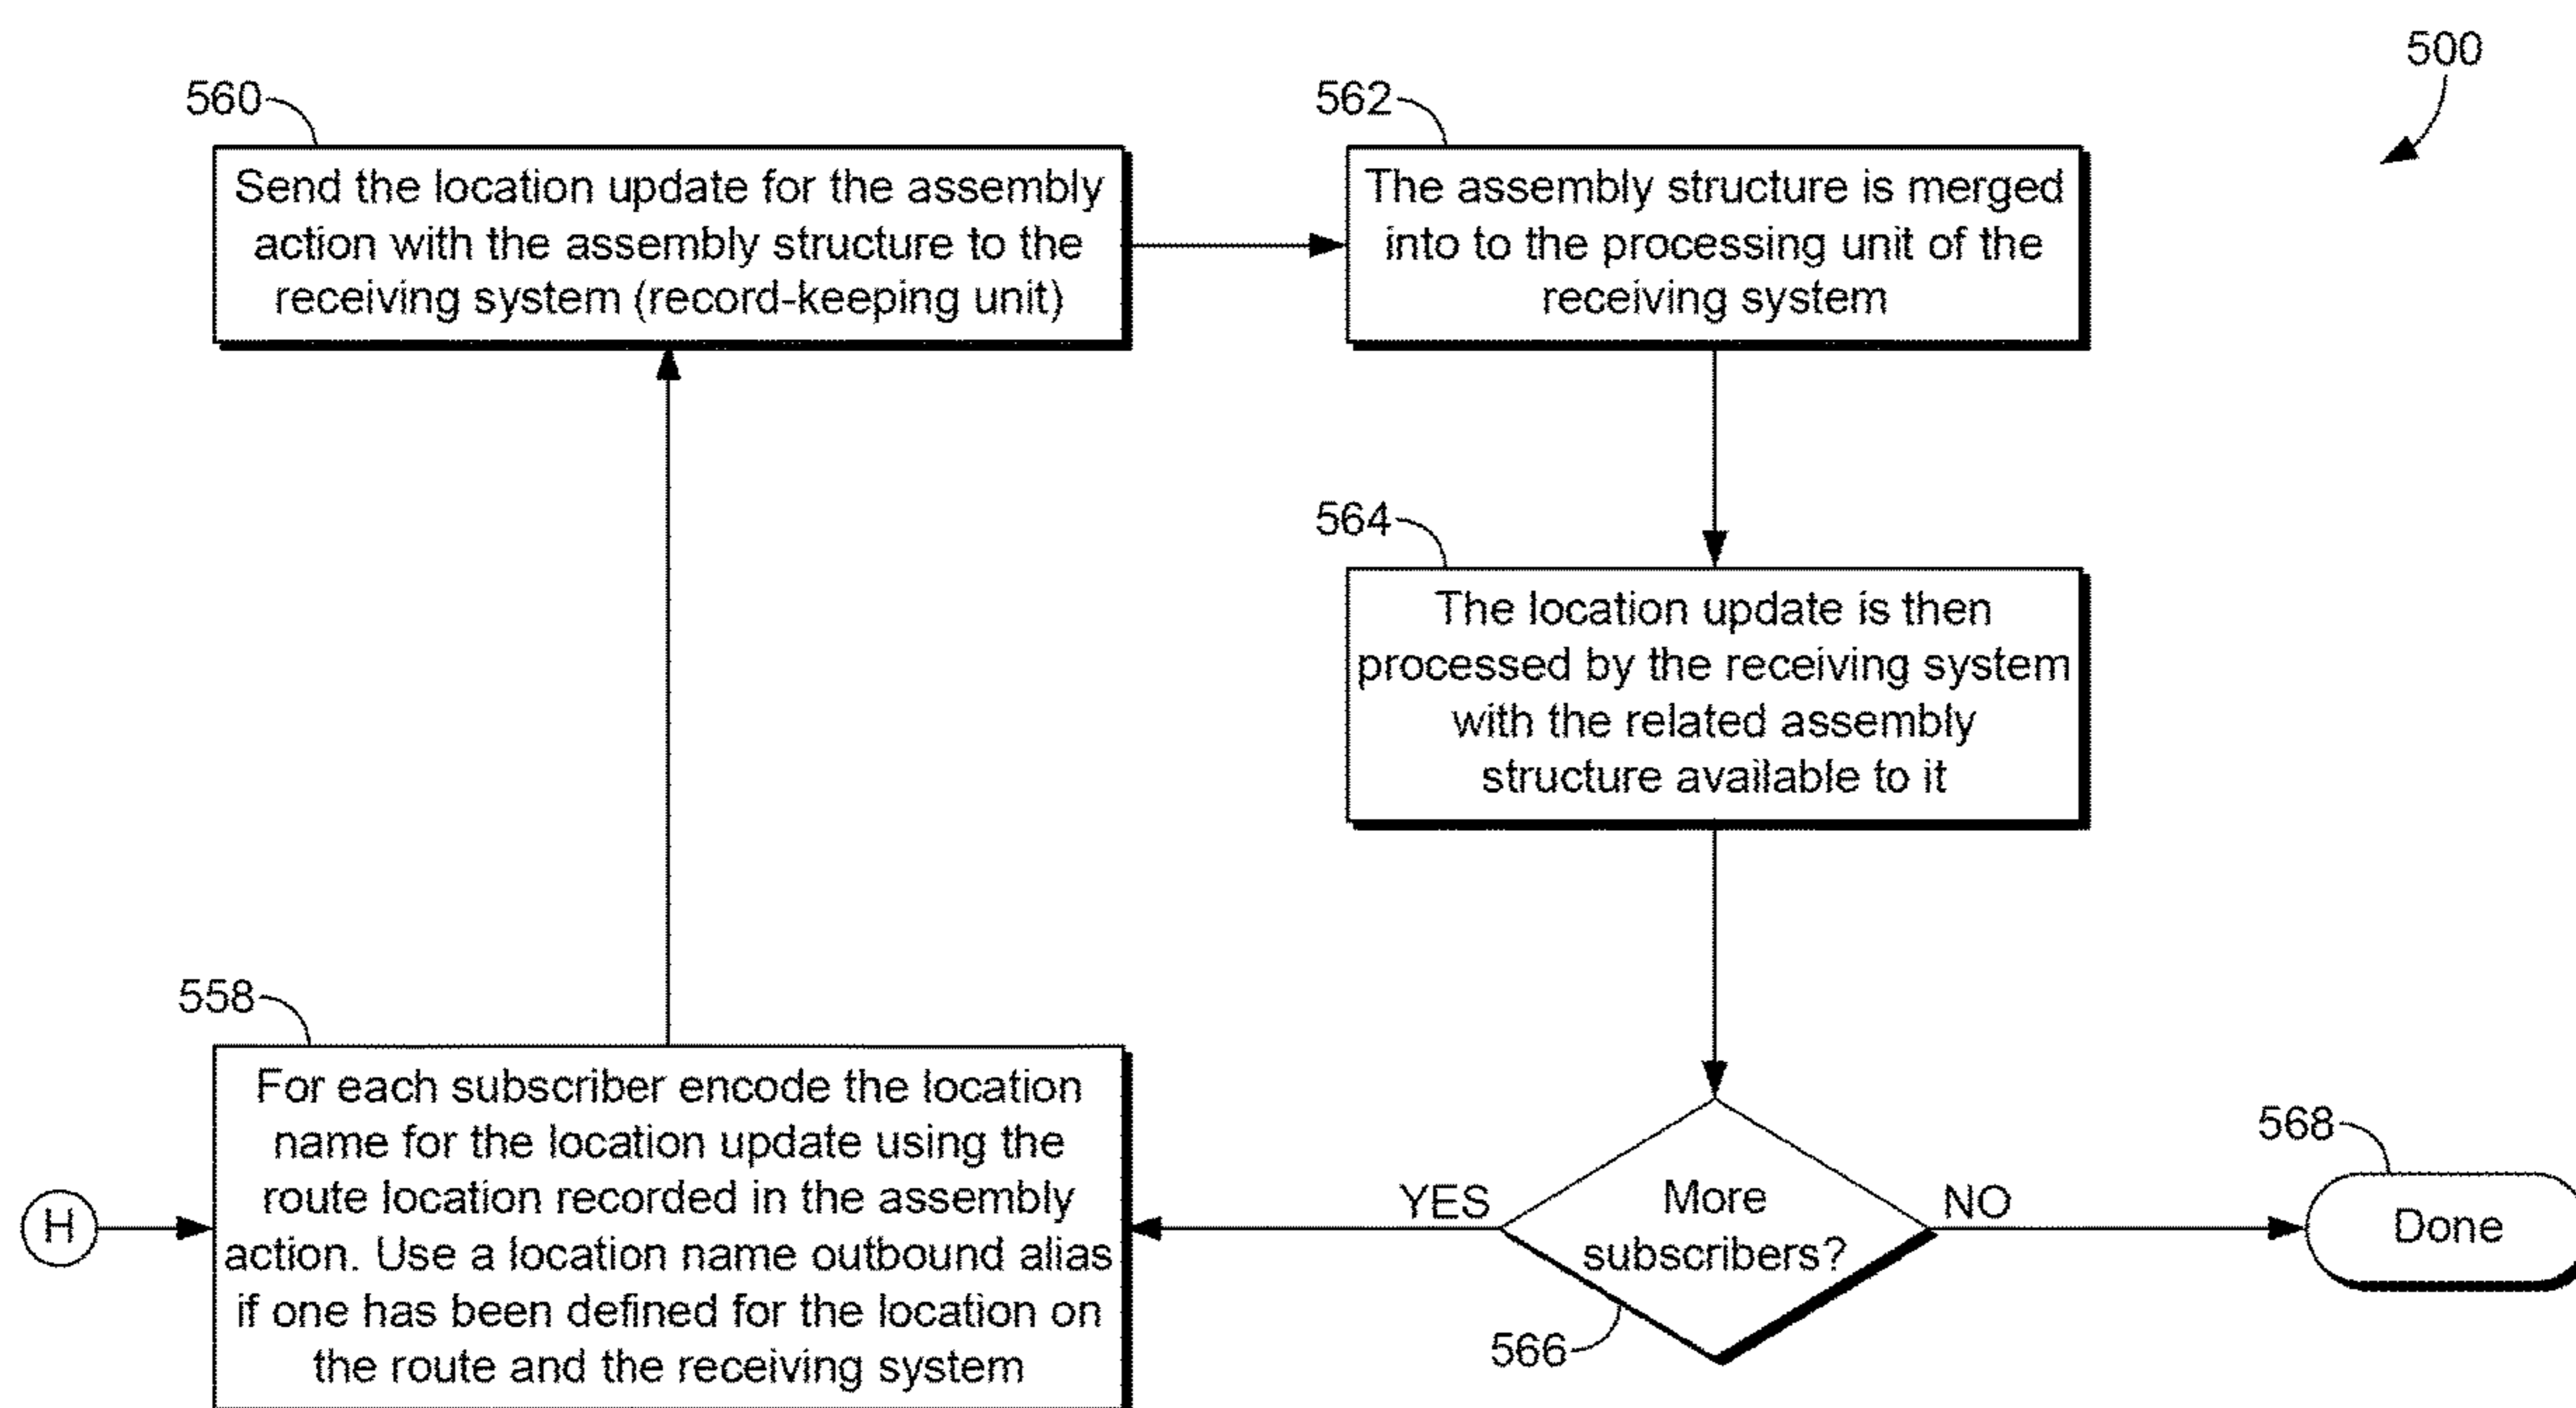 500
560
Send the location update for the assembly
action with the assembly structure to the
receiving system (record-keeping unit)
562
The assembly structure is merged
into to the processing unit of the
receiving system
564
The location update is then
processed by the receiving system
with the related assembly
structure available to it
558
For each subscriber encode the location
name for the location update using the
route location recorded in the assembly
action. Use a location name outbound alias
if one has been defined for the location on
the route and the receiving system
H
YES
More
subscribers?
NO
566
568
Done